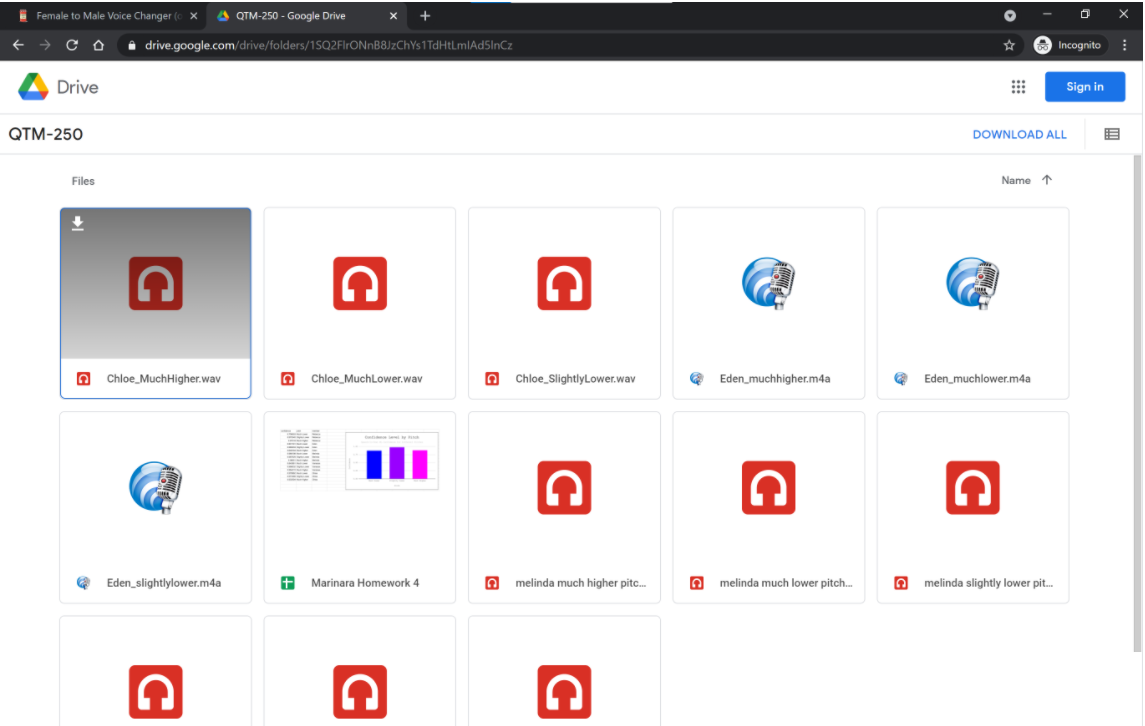 Female to Male Voice Changer (o
QTM-250 - Google Drive
drive.google.com/drive/folders/1SQ2FlrONnB8JzChYs1TdHtLmIAd5InCz
Incognito
Drive
Sign in
QTM-250
DOWNLOAD ALL
Files
Name
Chloe_MuchHigher.wav
Chloe_MuchLower.wav
Chloe_SlightlyLower.wav
Eden_muchhigher.m4a
Eden_muchlower.m4a
Confidence Level by Pitch
Eden_slightlylower.m4a
Marinara Homework 4
melinda much higher pitc...
melinda much lower pitch...
melinda slightly lower pit...